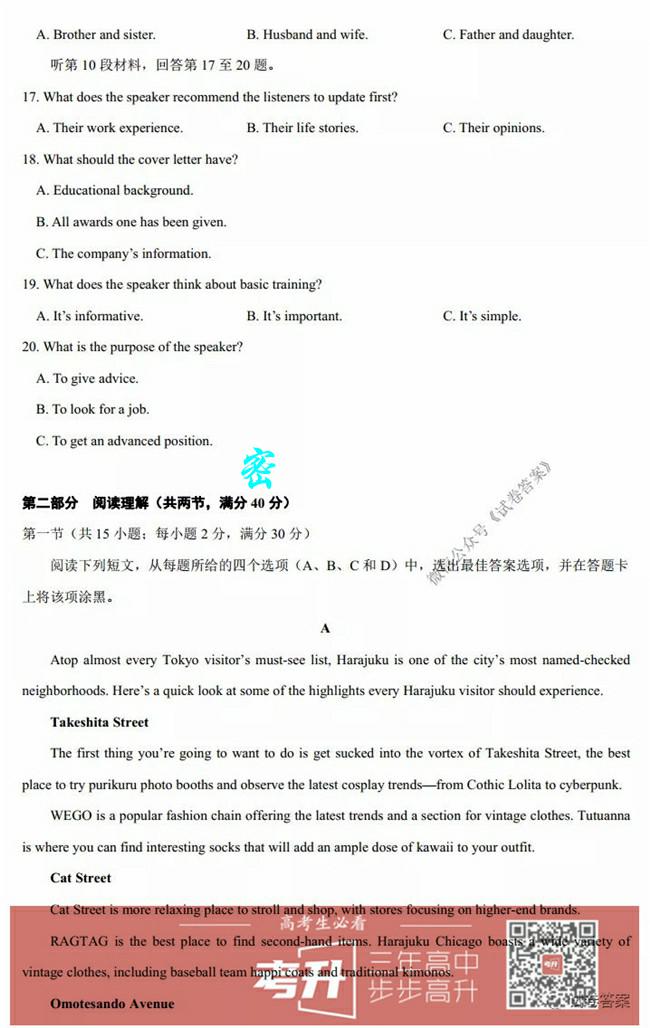 A. Brother and sister. B. Husband and wife. C. Father and daughter.
听第 10 段材料，回答第 17 至 20 题。
17. What does the speaker recommend the listeners to update first?
A. Their work experience. B. Their life stories. C. Their opinions.
18. What should the cover letter have?
A. Educational background.
B. All awards one has been given.
C. The company's information.
19. What does the speaker think about basic training?
A. It's informative. B. It's important. C. It's simple.
20. What is the purpose of the speaker?
A. To give advice.
B. To look for a job.
C. To get an advanced position.
密
微信公众号《试卷答案》
第二部分 阅读理解（共两节，满分 40 分）
第一节（共 15 小题；每小题 2 分，满分 30 分）
阅读下列短文，从每题所给的四个选项（A、B、C 和 D）中，选出最佳答案选项，并在答题卡
上将该项涂黑。
A
Atop almost every Tokyo visitor's must-see list, Harajuku is one of the city's most named-checked
neighborhoods. Here's a quick look at some of the highlights every Harajuku visitor should experience.
Takeshita Street
The first thing you're going to want to do is get sucked into the vortex of Takeshita Street, the best
place to try purikuru photo booths and observe the latest cosplay trends—from Cothic Lolita to cyberpunk.
WEGO is a popular fashion chain offering the latest trends and a section for vintage clothes. Tutuanna
is where you can find interesting socks that will add an ample dose of kawaii to your outfit.
Cat Street
Cat Street is more relaxing place to stroll and shop, with stores focusing on higher-end brands.
高考生必看
RAGTAG is the best place to find second-hand items. Harajuku Chicago boasts a wide variety of
vintage clothes, including baseball team happi coats and traditional kimonos.
考升
三年高中
步步高升
考升
试卷答案
Omotesando Avenue